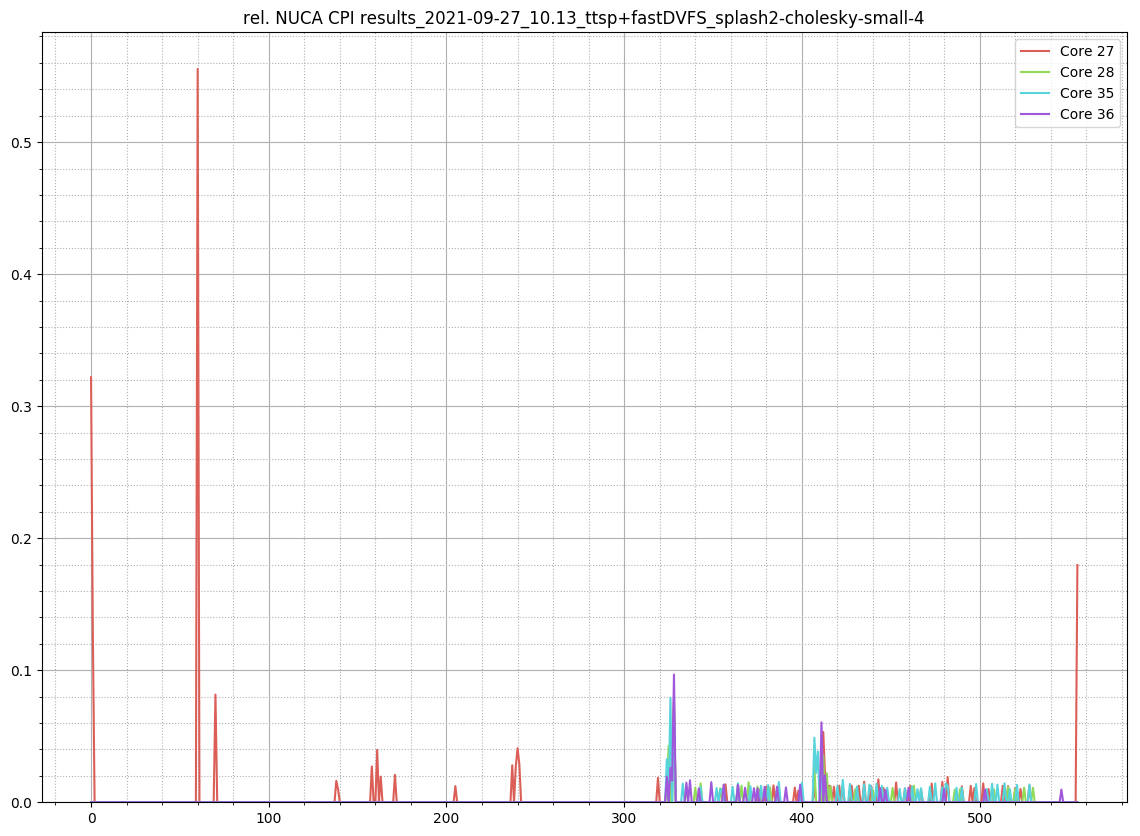 rel. NUCA CPI results_2021-09-27_10.13_ttsp+fastDVFS_splash2-cholesky-small-4
Core 27
Core 28
Core 35
Core 36
0.5
0.4
0.3
0.2
0.1
0.0
0 100 200 300 400 500